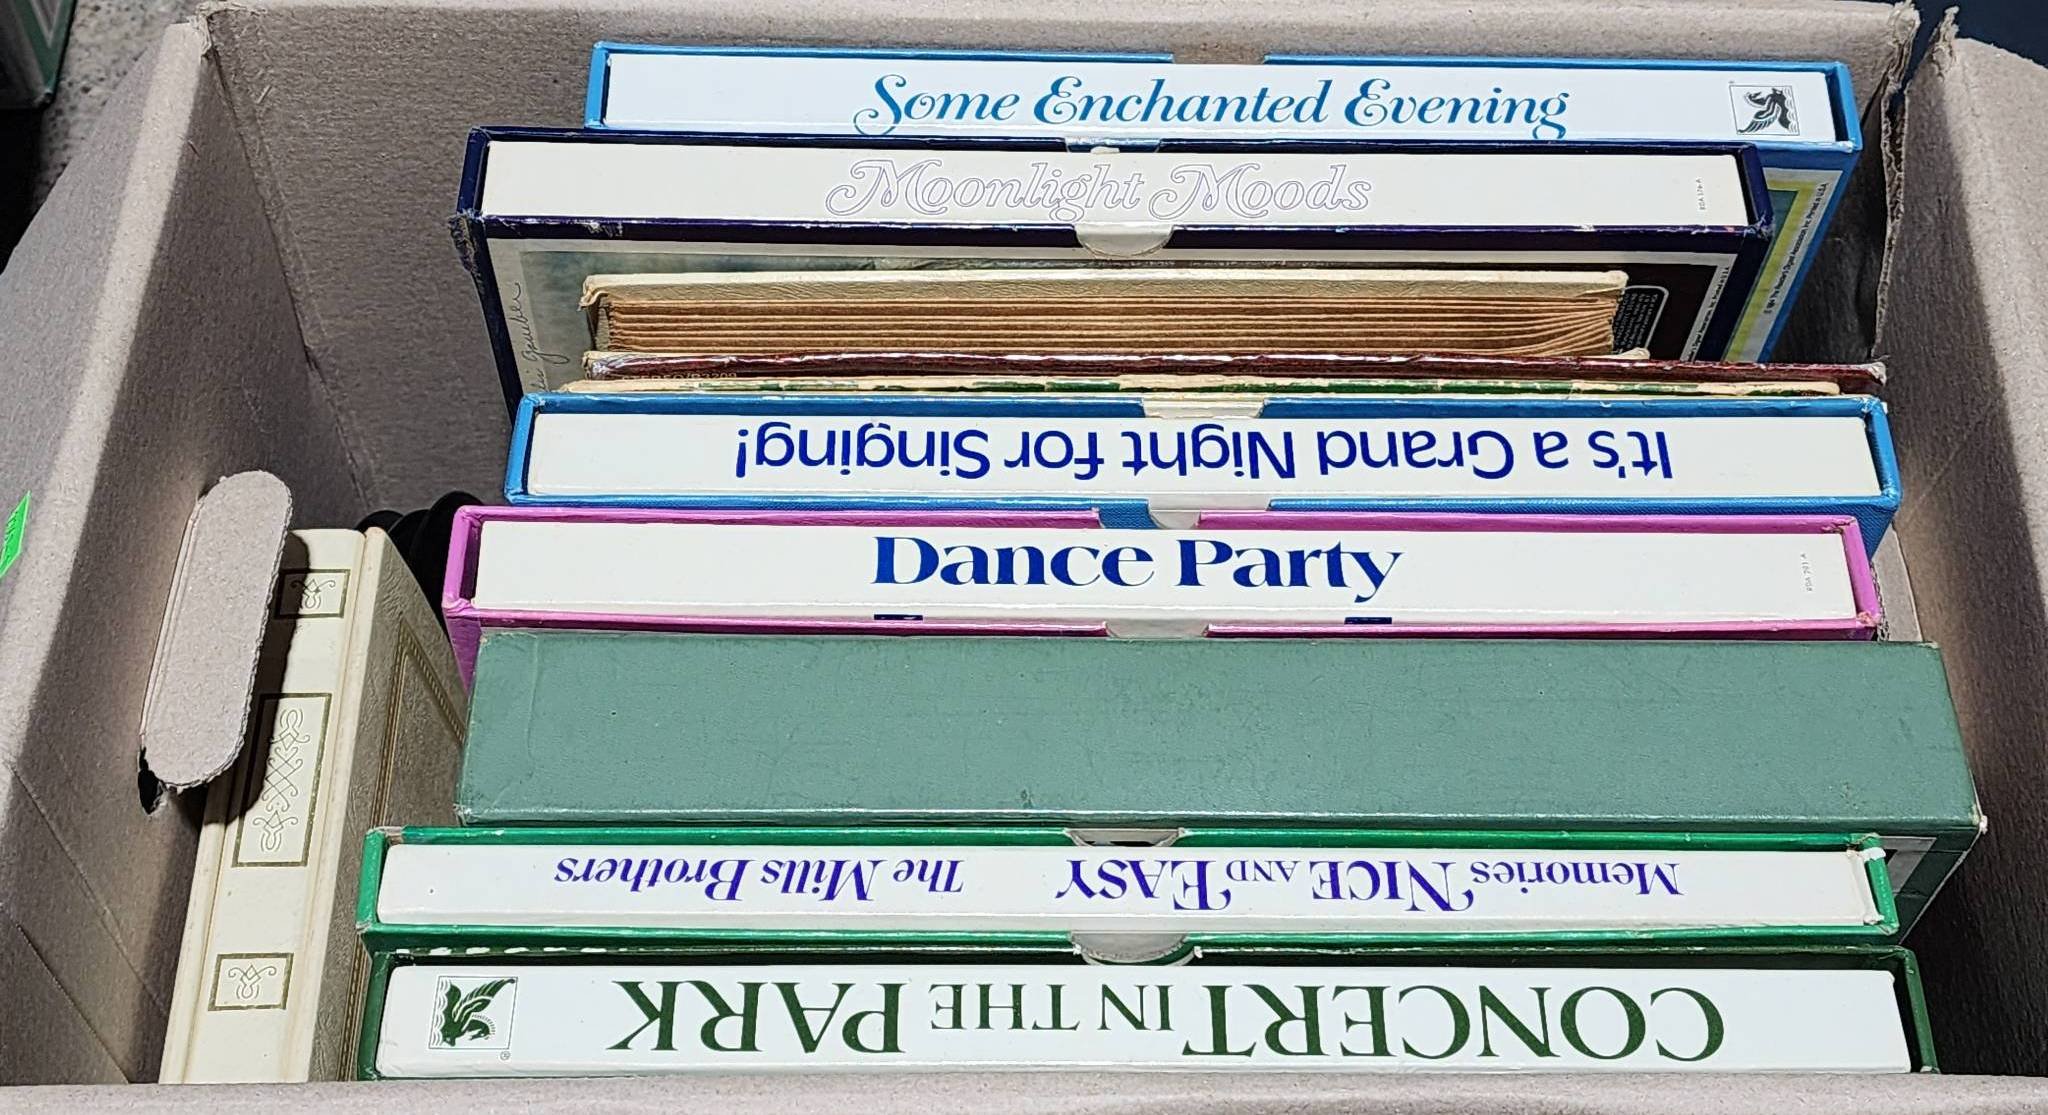 Some Enchanted Evening
Moonlight Moods
It's a Grand Night for Singing!
Dance Party
Memories NICE AND EASY The Mills Brothers
CONCERT IN THE PARK
®